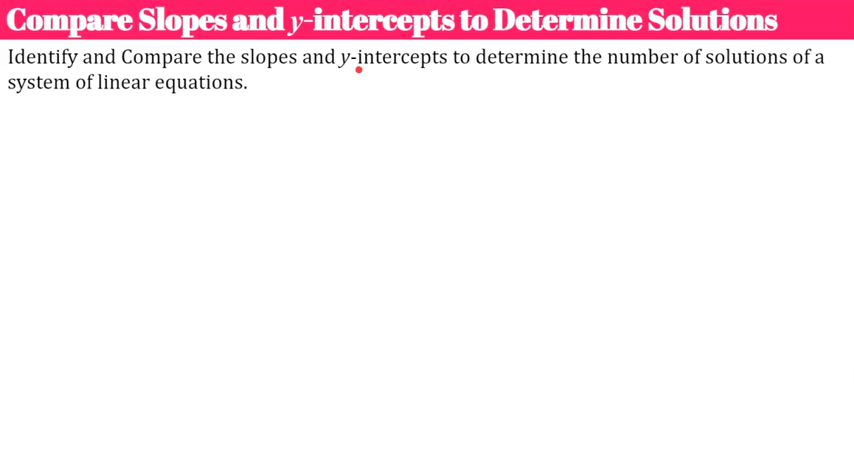 Compare Slopes and y-intercepts to Determine Solutions
Identify and Compare the slopes and y-intercepts to determine the number of solutions of a
system of linear equations.